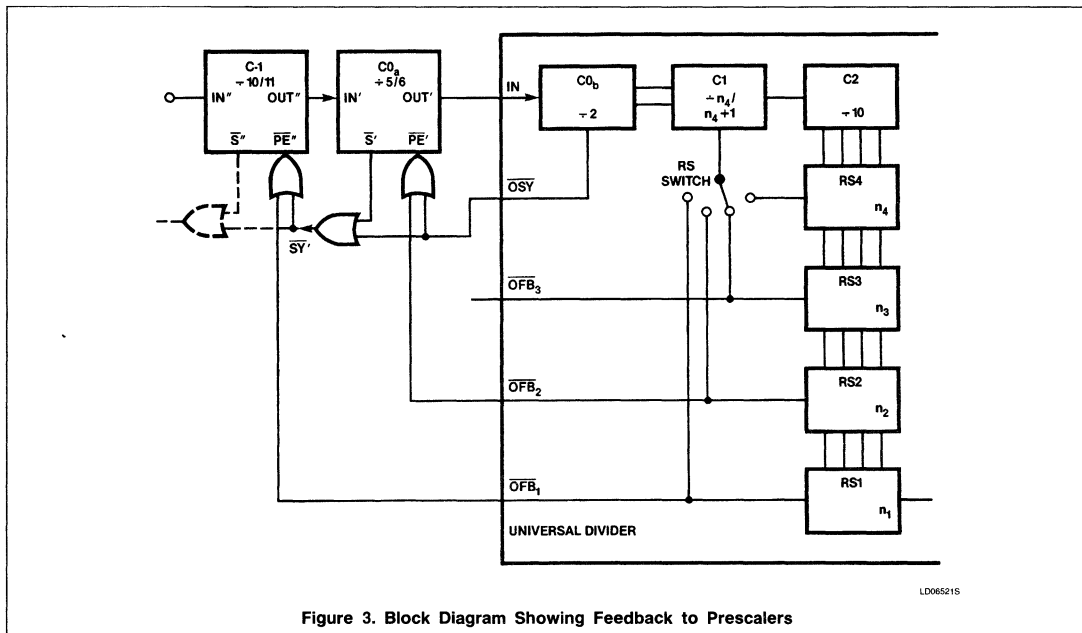 C-1
÷ 10/11
IN" OUT"
S̅" P̅E̅"
C0a
÷ 5/6
OUT'
IN'
S̅' P̅E̅'
IN
C0b
÷ 2
C1
÷ n4/
n4 +1
C2
÷ 10
RS
SWITCH
O̅S̅Y̅
S̅Y̅'
RS4
n4
O̅F̅B̅3
RS3
n3
O̅F̅B̅2
RS2
n2
O̅F̅B̅1
RS1
n1
UNIVERSAL DIVIDER
LD06521S
Figure 3. Block Diagram Showing Feedback to Prescalers